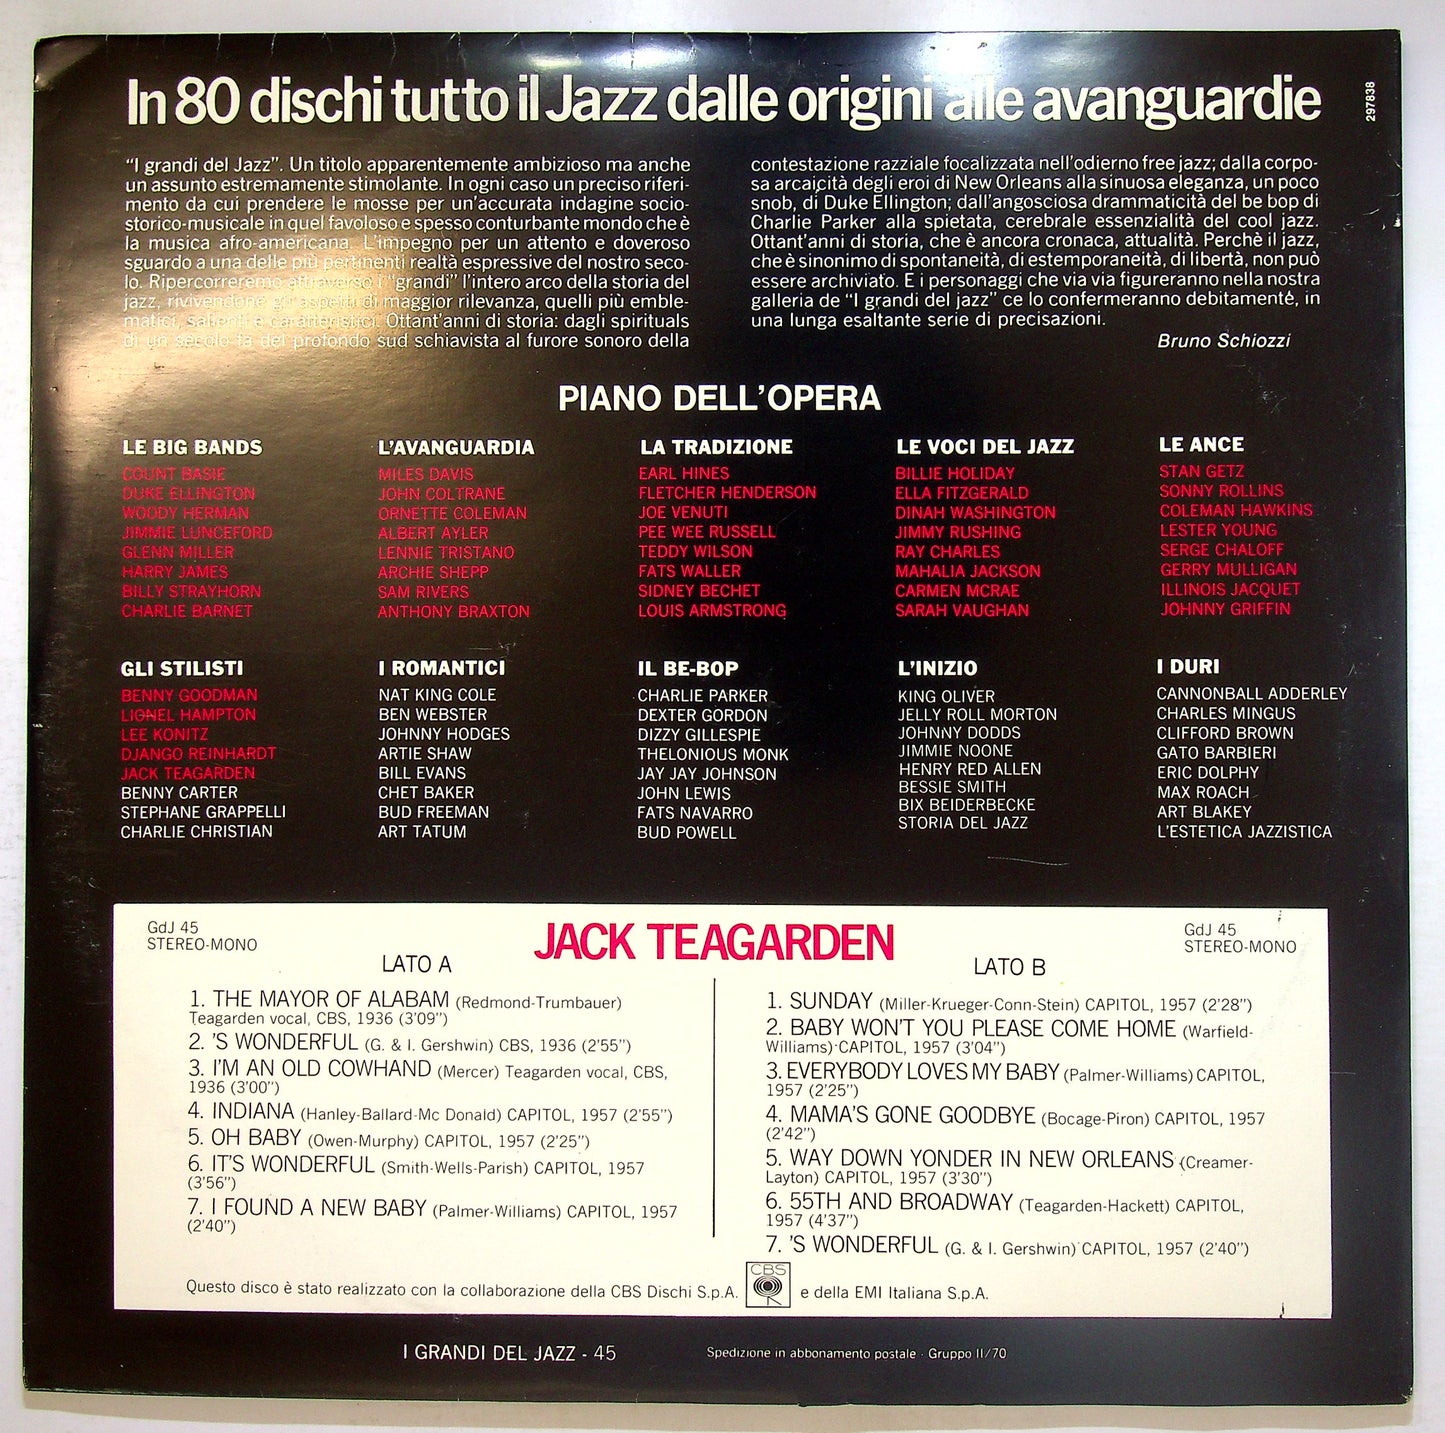 In 80 dischi tutto il Jazz dalle origini alle avanguardie
297838
“I grandi del Jazz”. Un titolo apparentemente ambizioso ma anche
un assunto estremamente stimolante. In ogni caso un preciso riferi-
mento da cui prendere le mosse per un'accurata indagine socio-
storico-musicale in quel favoloso e spesso conturbante mondo che è
la musica afro-americana. L'impegno per un attento e doveroso
sguardo a una delle più pertinenti realtà espressive del nostro seco-
lo. Ripercorreremo attraverso i “grandi” l'intero arco della storia del
jazz, rivivendone gli aspetti di maggior rilevanza, quelli più emble-
matici, salienti e caratteristici. Ottant'anni di storia: dagli spirituals
di un secolo fa del profondo sud schiavista al furore sonoro della
contestazione razziale focalizzata nell'odierno free jazz; dalla corpo-
sa arcaicità degli eroi di New Orleans alla sinuosa eleganza, un poco
snob, di Duke Ellington; dall'angosciosa drammaticità del be bop di
Charlie Parker alla spietata, cerebrale essenzialità del cool jazz.
Ottant'anni di storia, che è ancora cronaca, attualità. Perchè il jazz,
che è sinonimo di spontaneità, di estemporaneità, di libertà, non può
essere archiviato. E i personaggi che via via figureranno nella nostra
galleria de “I grandi del jazz” ce lo confermeranno debitamente, in
una lunga esaltante serie di precisazioni.
Bruno Schiozzi
PIANO DELL'OPERA
LE BIG BANDS
COUNT BASIE
DUKE ELLINGTON
WOODY HERMAN
JIMMIE LUNCEFORD
GLENN MILLER
HARRY JAMES
BILLY STRAYHORN
CHARLIE BARNET
L'AVANGUARDIA
MILES DAVIS
JOHN COLTRANE
ORNETTE COLEMAN
ALBERT AYLER
LENNIE TRISTANO
ARCHIE SHEPP
SAM RIVERS
ANTHONY BRAXTON
LA TRADIZIONE
EARL HINES
FLETCHER HENDERSON
JOE VENUTI
PEE WEE RUSSELL
TEDDY WILSON
FATS WALLER
SIDNEY BECHET
LOUIS ARMSTRONG
LE VOCI DEL JAZZ
BILLIE HOLIDAY
ELLA FITZGERALD
DINAH WASHINGTON
JIMMY RUSHING
RAY CHARLES
MAHALIA JACKSON
CARMEN MCRAE
SARAH VAUGHAN
LE ANCE
STAN GETZ
SONNY ROLLINS
COLEMAN HAWKINS
LESTER YOUNG
SERGE CHALOFF
GERRY MULLIGAN
ILLINOIS JACQUET
JOHNNY GRIFFIN
GLI STILISTI
BENNY GOODMAN
LIONEL HAMPTON
LEE KONITZ
DJANGO REINHARDT
JACK TEAGARDEN
BENNY CARTER
STEPHANE GRAPPELLI
CHARLIE CHRISTIAN
I ROMANTICI
NAT KING COLE
BEN WEBSTER
JOHNNY HODGES
ARTIE SHAW
BILL EVANS
CHET BAKER
BUD FREEMAN
ART TATUM
IL BE-BOP
CHARLIE PARKER
DEXTER GORDON
DIZZY GILLESPIE
THELONIOUS MONK
JAY JAY JOHNSON
JOHN LEWIS
FATS NAVARRO
BUD POWELL
L'INIZIO
KING OLIVER
JELLY ROLL MORTON
JOHNNY DODDS
JIMMIE NOONE
HENRY RED ALLEN
BESSIE SMITH
BIX BEIDERBECKE
STORIA DEL JAZZ
I DURI
CANNONBALL ADDERLEY
CHARLES MINGUS
CLIFFORD BROWN
GATO BARBIERI
ERIC DOLPHY
MAX ROACH
ART BLAKEY
L'ESTETICA JAZZISTICA
GdJ 45
STEREO-MONO
JACK TEAGARDEN
GdJ 45
STEREO-MONO
LATO A
1. THE MAYOR OF ALABAM (Redmond-Trumbauer)
Teagarden vocal, CBS, 1936 (3'09”)
2. 'S WONDERFUL (G. & I. Gershwin) CBS, 1936 (2'55”)
3. I'M AN OLD COWHAND (Mercer) Teagarden vocal, CBS,
1936 (3'00”)
4. INDIANA (Hanley-Ballard-Mc Donald) CAPITOL, 1957 (2'55”)
5. OH BABY (Owen-Murphy) CAPITOL, 1957 (2'25”)
6. IT'S WONDERFUL (Smith-Wells-Parish) CAPITOL, 1957
(3'56”)
7. I FOUND A NEW BABY (Palmer-Williams) CAPITOL, 1957
(2'40”)
LATO B
1. SUNDAY (Miller-Krueger-Conn-Stein) CAPITOL, 1957 (2'28”)
2. BABY WON'T YOU PLEASE COME HOME (Warfield-
Williams) CAPITOL, 1957 (3'04”)
3. EVERYBODY LOVES MY BABY (Palmer-Williams) CAPITOL,
1957 (2'25”)
4. MAMA'S GONE GOODBYE (Bocage-Piron) CAPITOL, 1957
(2'42”)
5. WAY DOWN YONDER IN NEW ORLEANS (Creamer-
Layton) CAPITOL, 1957 (3'30”)
6. 55TH AND BROADWAY (Teagarden-Hackett) CAPITOL,
1957 (4'37”)
7. 'S WONDERFUL (G. & I. Gershwin) CAPITOL, 1957 (2'40”)
Questo disco è stato realizzato con la collaborazione della CBS Dischi S.p.A. CBS e della EMI Italiana S.p.A.
I GRANDI DEL JAZZ - 45
Spedizione in abbonamento postale - Gruppo II/70